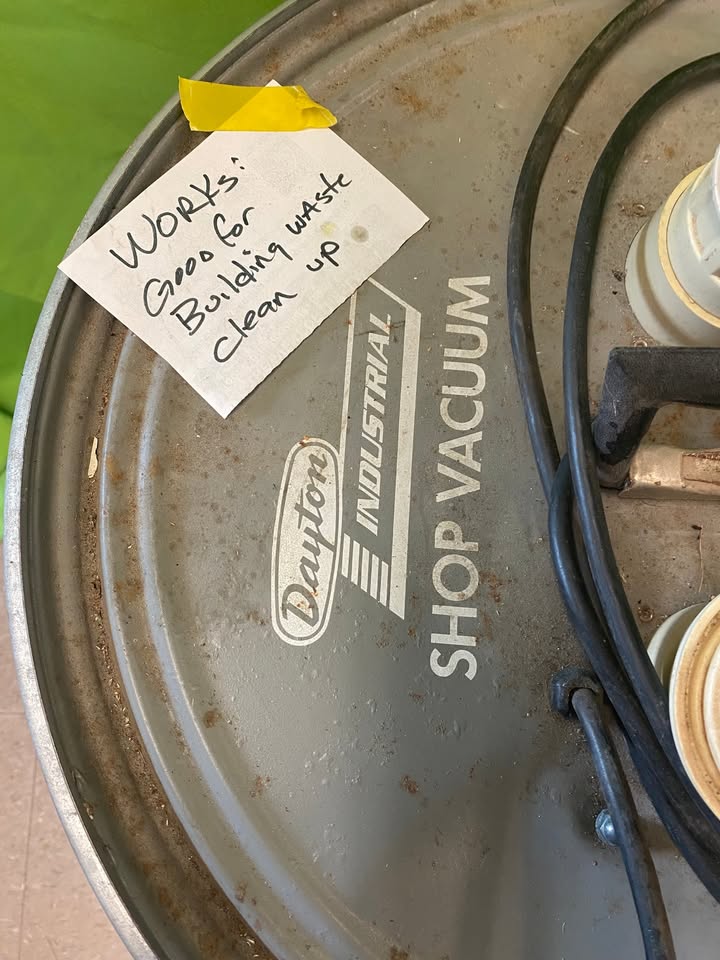 WORKS:
Good for
Building waste
clean up
Dayton
INDUSTRIAL
SHOP VACUUM